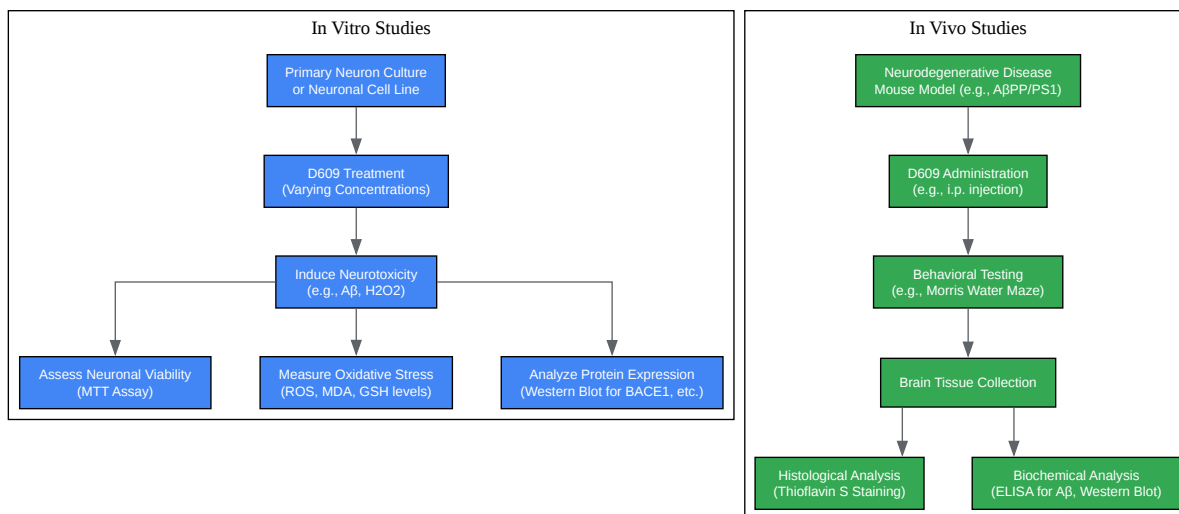 In Vitro Studies
Primary Neuron Culture
or Neuronal Cell Line
D609 Treatment
(Varying Concentrations)
Induce Neurotoxicity
(e.g., Aβ, H2O2)
Assess Neuronal Viability
(MTT Assay)
Measure Oxidative Stress
(ROS, MDA, GSH levels)
Analyze Protein Expression
(Western Blot for BACE1, etc.)
In Vivo Studies
Neurodegenerative Disease
Mouse Model (e.g., AβPP/PS1)
D609 Administration
(e.g., i.p. injection)
Behavioral Testing
(e.g., Morris Water Maze)
Brain Tissue Collection
Histological Analysis
(Thioflavin S Staining)
Biochemical Analysis
(ELISA for Aβ, Western Blot)